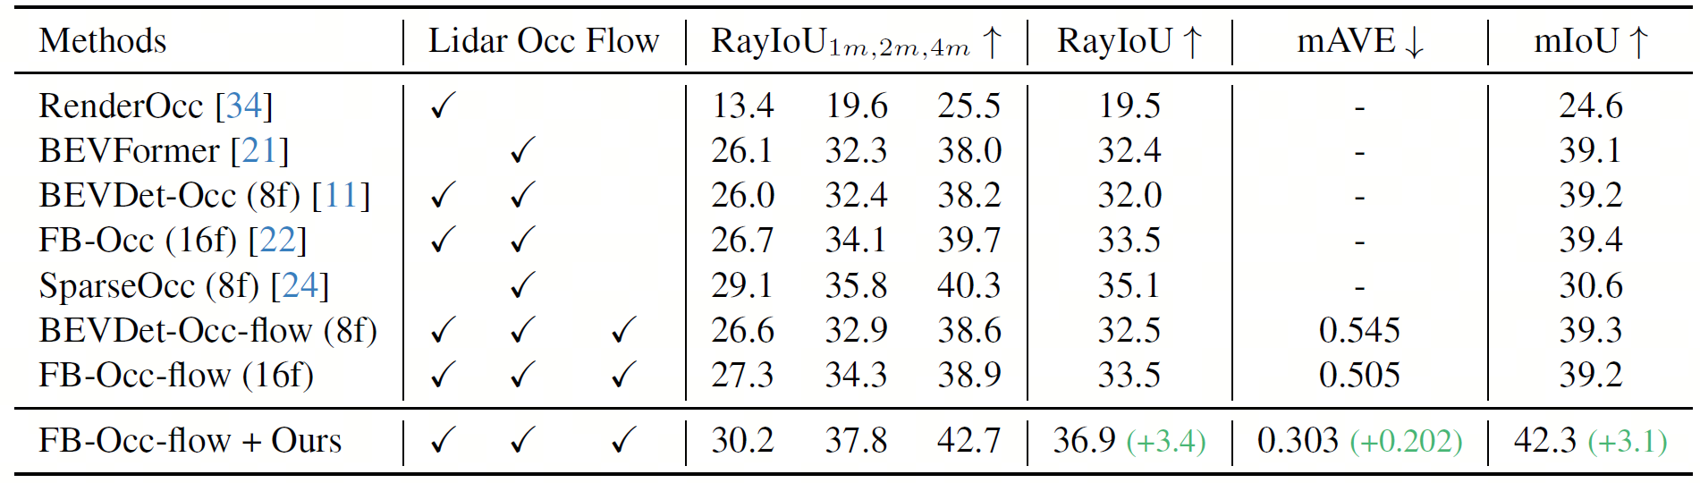 Methods Lidar Occ Flow RayIoU1m,2m,4m ↑ RayIoU ↑ mAVE ↓ mIoU ↑
RenderOcc [34] ✓ 13.4 19.6 25.5 19.5 - 24.6
BEVFormer [21] ✓ 26.1 32.3 38.0 32.4 - 39.1
BEVDet-Occ (8f) [11] ✓ ✓ 26.0 32.4 38.2 32.0 - 39.2
FB-Occ (16f) [22] ✓ ✓ 26.7 34.1 39.7 33.5 - 39.4
SparseOcc (8f) [24] ✓ 29.1 35.8 40.3 35.1 - 30.6
BEVDet-Occ-flow (8f) ✓ ✓ ✓ 26.6 32.9 38.6 32.5 0.545 39.3
FB-Occ-flow (16f) ✓ ✓ ✓ 27.3 34.3 38.9 33.5 0.505 39.2
FB-Occ-flow + Ours ✓ ✓ ✓ 30.2 37.8 42.7 36.9 (+3.4) 0.303 (+0.202) 42.3 (+3.1)